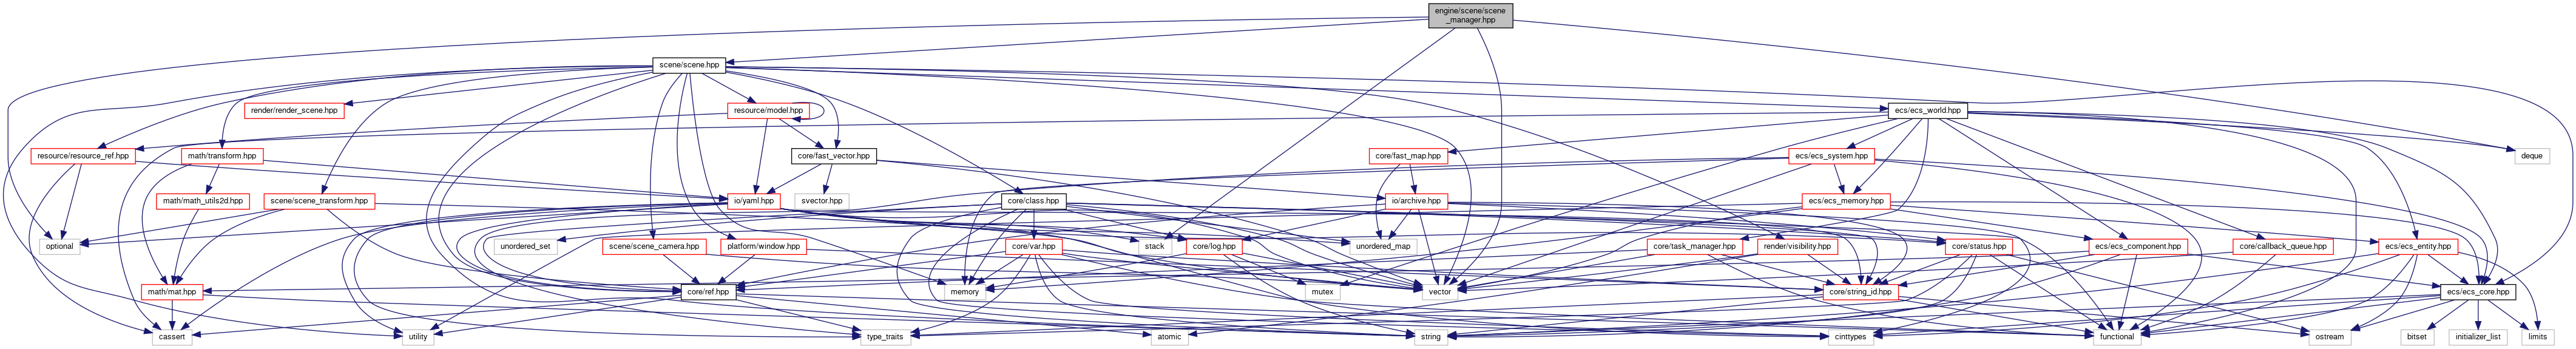 engine/scene/scene
_manager.hpp
scene/scene.hpp
render/render_scene.hpp
resource/model.hpp
ecs/ecs_world.hpp
resource/resource_ref.hpp
math/transform.hpp
core/fast_vector.hpp
core/fast_map.hpp
ecs/ecs_system.hpp
deque
math/math_utils2d.hpp
scene/scene_transform.hpp
io/yaml.hpp
svector.hpp
core/class.hpp
io/archive.hpp
ecs/ecs_memory.hpp
optional
unordered_set
scene/scene_camera.hpp
platform/window.hpp
core/var.hpp
stack
core/log.hpp
unordered_map
core/task_manager.hpp
render/visibility.hpp
core/status.hpp
ecs/ecs_component.hpp
core/callback_queue.hpp
ecs/ecs_entity.hpp
math/mat.hpp
core/ref.hpp
memory
mutex
vector
core/string_id.hpp
ecs/ecs_core.hpp
cassert
utility
type_traits
atomic
string
cinttypes
functional
ostream
bitset
initializer_list
limits